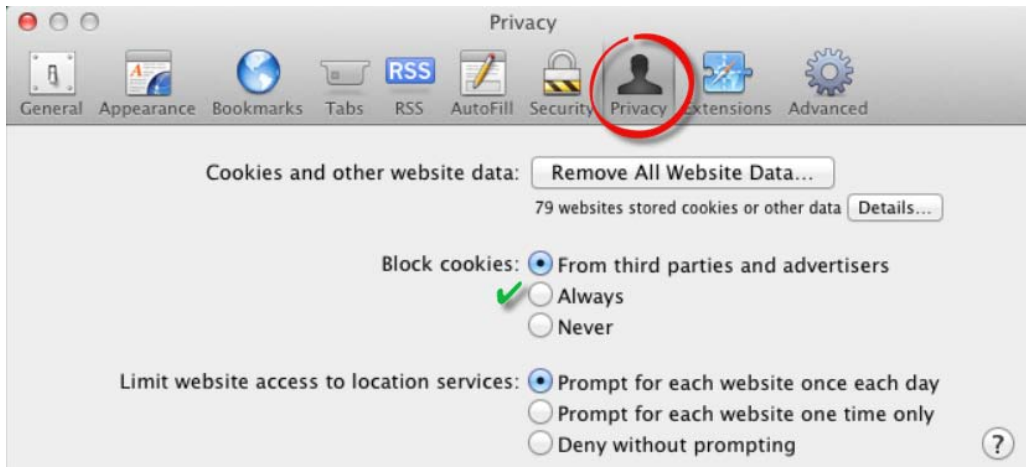 Privacy
General Appearance Bookmarks Tabs RSS AutoFill Security Privacy Extensions Advanced
RSS
Cookies and other website data: Remove All Website Data...
79 websites stored cookies or other data Details...
Block cookies: From third parties and advertisers
Always
Never
Limit website access to location services: Prompt for each website once each day
Prompt for each website one time only
Deny without prompting
?